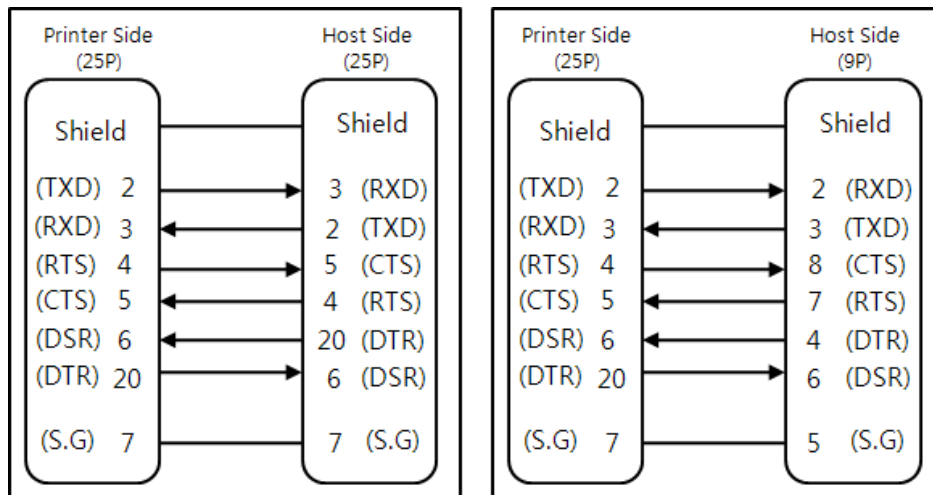 Printer Side
(25P)
Host Side
(25P)
Shield
Shield
(TXD) 2
3 (RXD)
(RXD) 3
2 (TXD)
(RTS) 4
5 (CTS)
(CTS) 5
4 (RTS)
(DSR) 6
20 (DTR)
(DTR) 20
6 (DSR)
(S.G) 7
7 (S.G)
Printer Side
(25P)
Host Side
(9P)
Shield
Shield
(TXD) 2
2 (RXD)
(RXD) 3
3 (TXD)
(RTS) 4
8 (CTS)
(CTS) 5
7 (RTS)
(DSR) 6
4 (DTR)
(DTR) 20
6 (DSR)
(S.G) 7
5 (S.G)